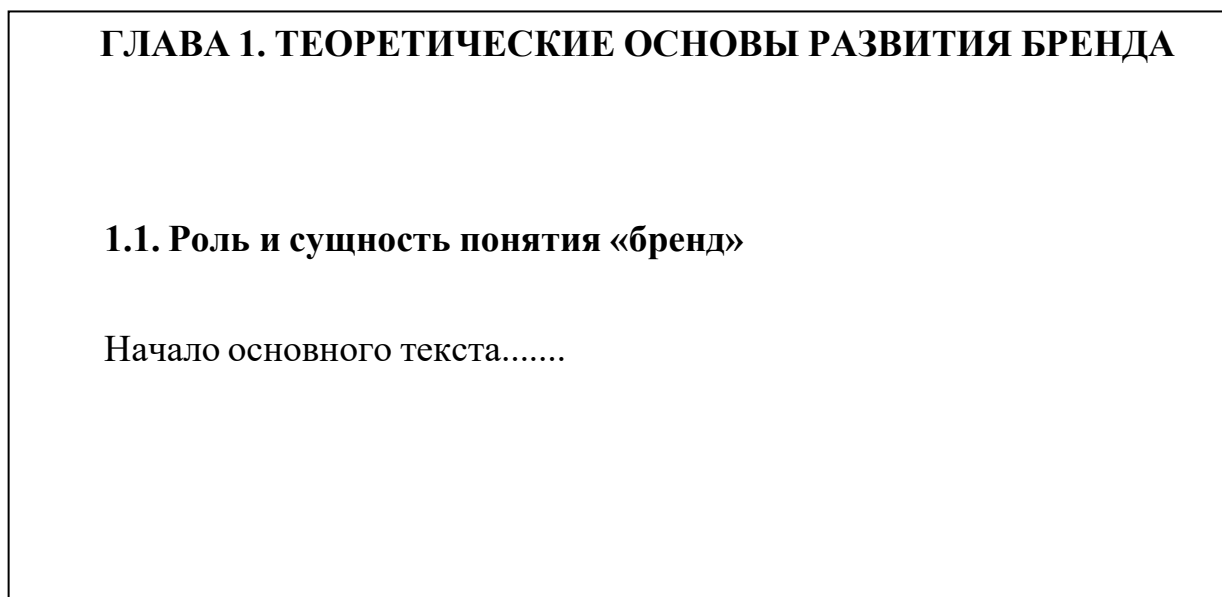 ГЛАВА 1. ТЕОРЕТИЧЕСКИЕ ОСНОВЫ РАЗВИТИЯ БРЕНДА
1.1. Роль и сущность понятия «бренд»
Начало основного текста.......